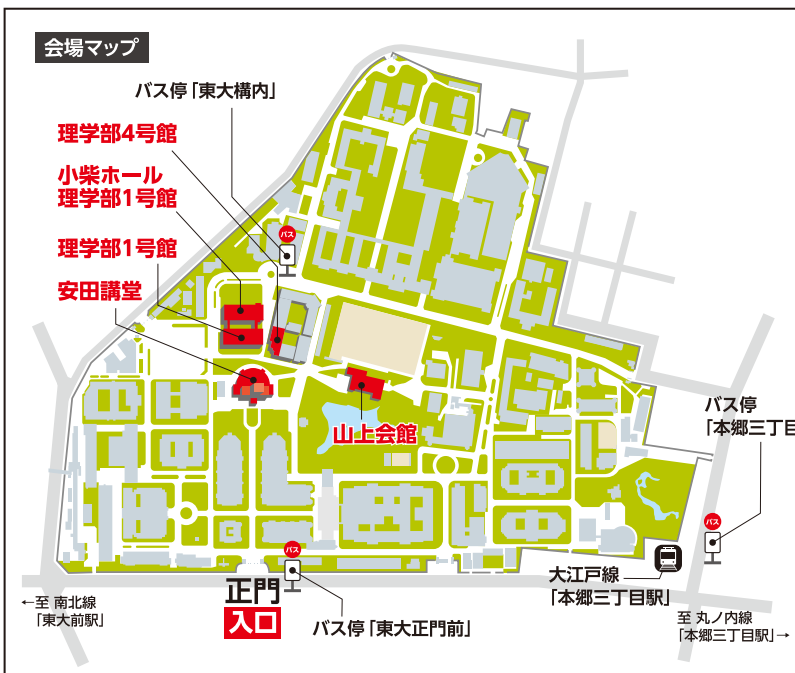 会場マップ
バス停「東大構内」
理学部4号館
小柴ホール
理学部1号館
理学部1号館
安田講堂
バス
山上会館
バス停
「本郷三丁目
バス
バス
大江戸線
「本郷三丁目駅」
正門
入口
バス停「東大正門前」
←至 南北線
「東大前駅」
至 丸ノ内線
「本郷三丁目駅」→